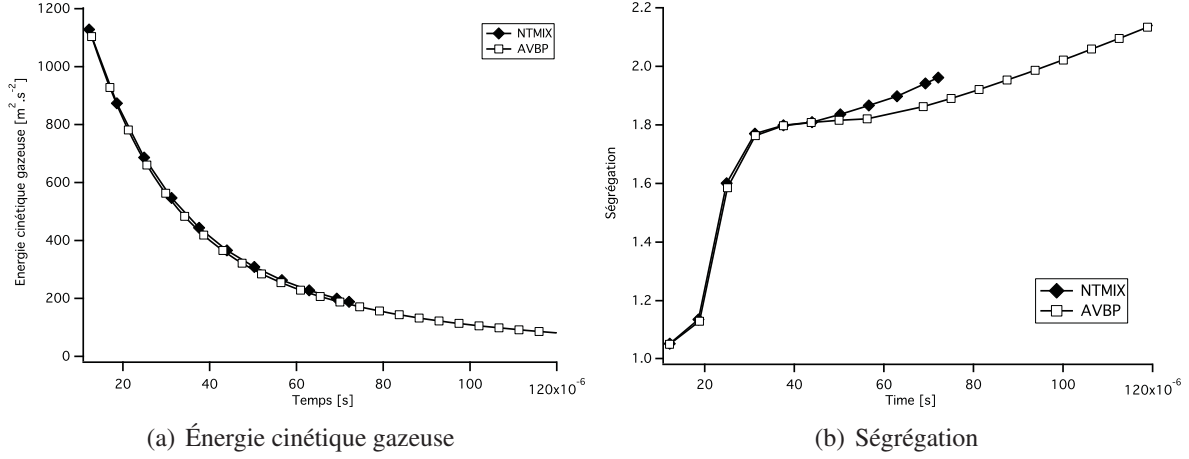 1200
1000
800
600
400
200
0
Energie cinétique gazeuse [m².s⁻²]
NTMIX
AVBP
20
40
60
80
100
120x10⁻⁶
Temps [s]
(a) Énergie cinétique gazeuse
2.2
2.0
1.8
1.6
1.4
1.2
1.0
Ségrégation
NTMIX
AVBP
20
40
60
80
100
120x10⁻⁶
Time [s]
(b) Ségrégation